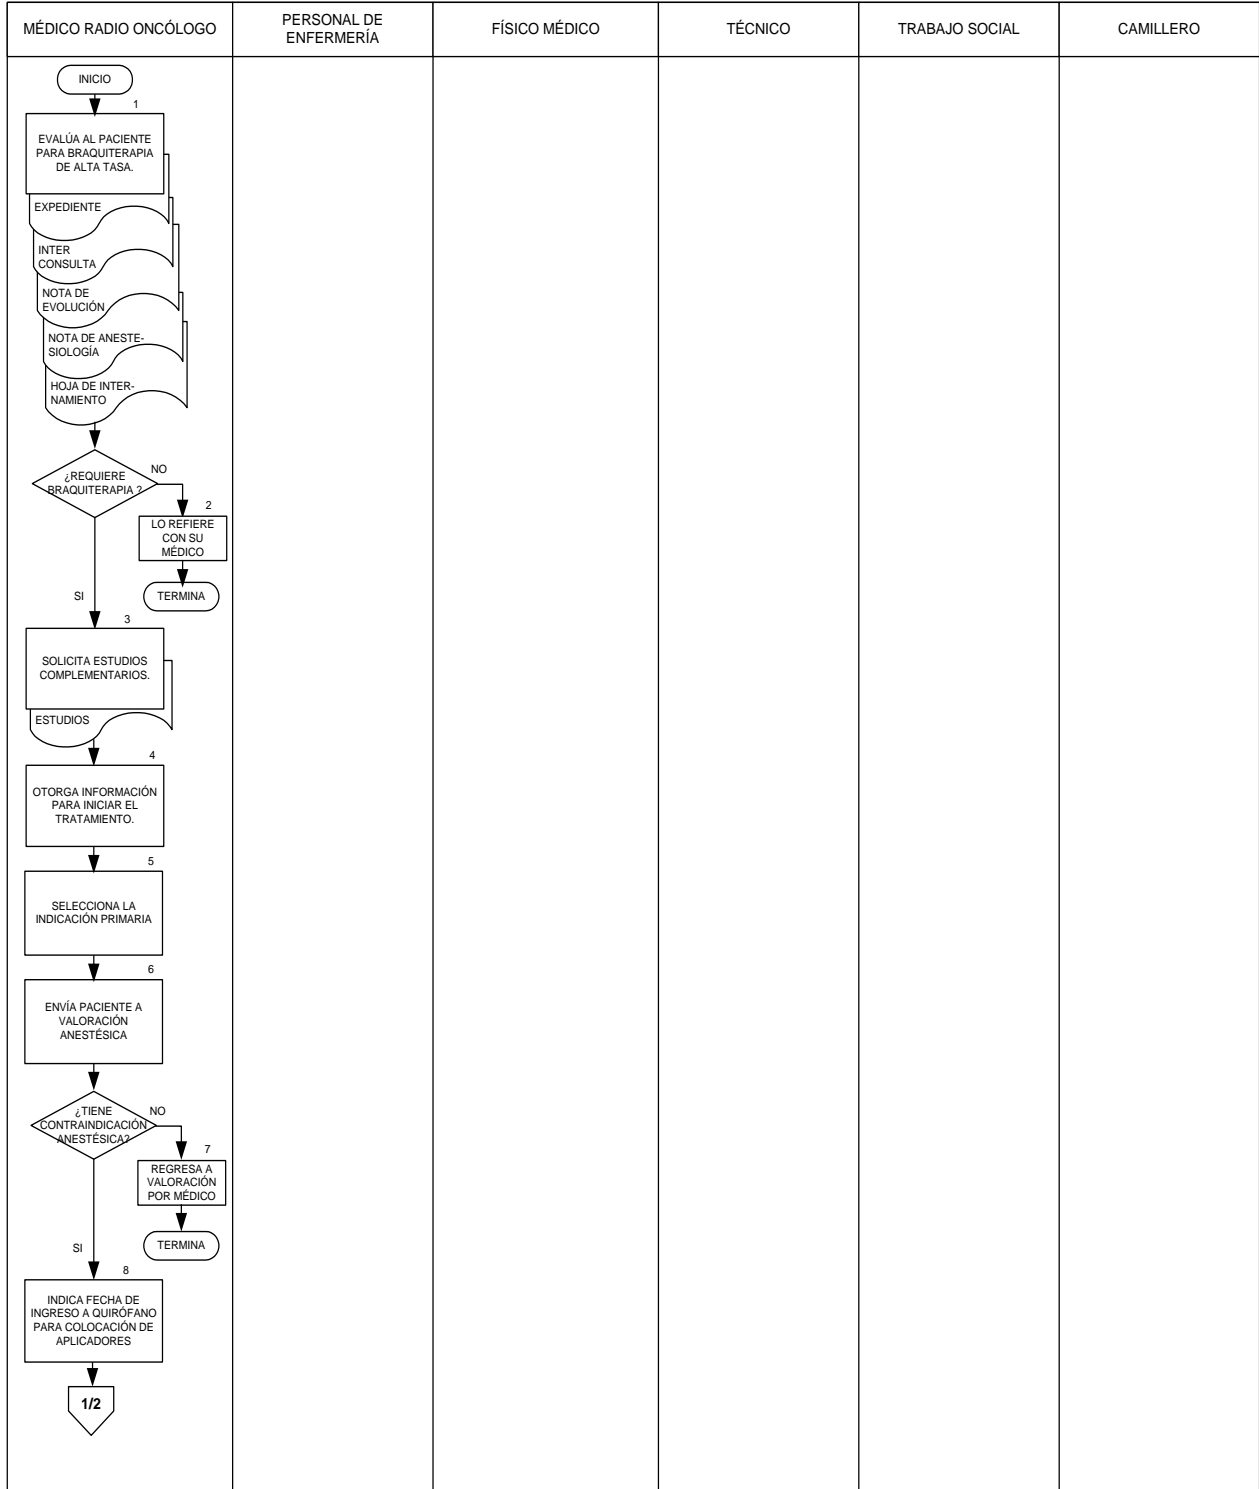 MÉDICO RADIO ONCÓLOGO
PERSONAL DE
ENFERMERÍA
FÍSICO MÉDICO
TÉCNICO
TRABAJO SOCIAL
CAMILLERO
INICIO
1
EVALÚA AL PACIENTE
PARA BRAQUITERAPIA
DE ALTA TASA.
EXPEDIENTE
INTER
CONSULTA
NOTA DE
EVOLUCIÓN
NOTA DE ANESTE-
SIOLOGÍA
HOJA DE INTER-
NAMIENTO
¿REQUIERE
BRAQUITERAPIA ?
NO
2
LO REFIERE
CON SU
MÉDICO
TERMINA
SI
3
SOLICITA ESTUDIOS
COMPLEMENTARIOS.
ESTUDIOS
4
OTORGA INFORMACIÓN
PARA INICIAR EL
TRATAMIENTO.
5
SELECCIONA LA
INDICACIÓN PRIMARIA
6
ENVÍA PACIENTE A
VALORACIÓN
ANESTÉSICA
¿TIENE
CONTRAINDICACIÓN
ANESTÉSICA?
NO
7
REGRESA A
VALORACIÓN
POR MÉDICO
TERMINA
SI
8
INDICA FECHA DE
INGRESO A QUIRÓFANO
PARA COLOCACIÓN DE
APLICADORES
1/2